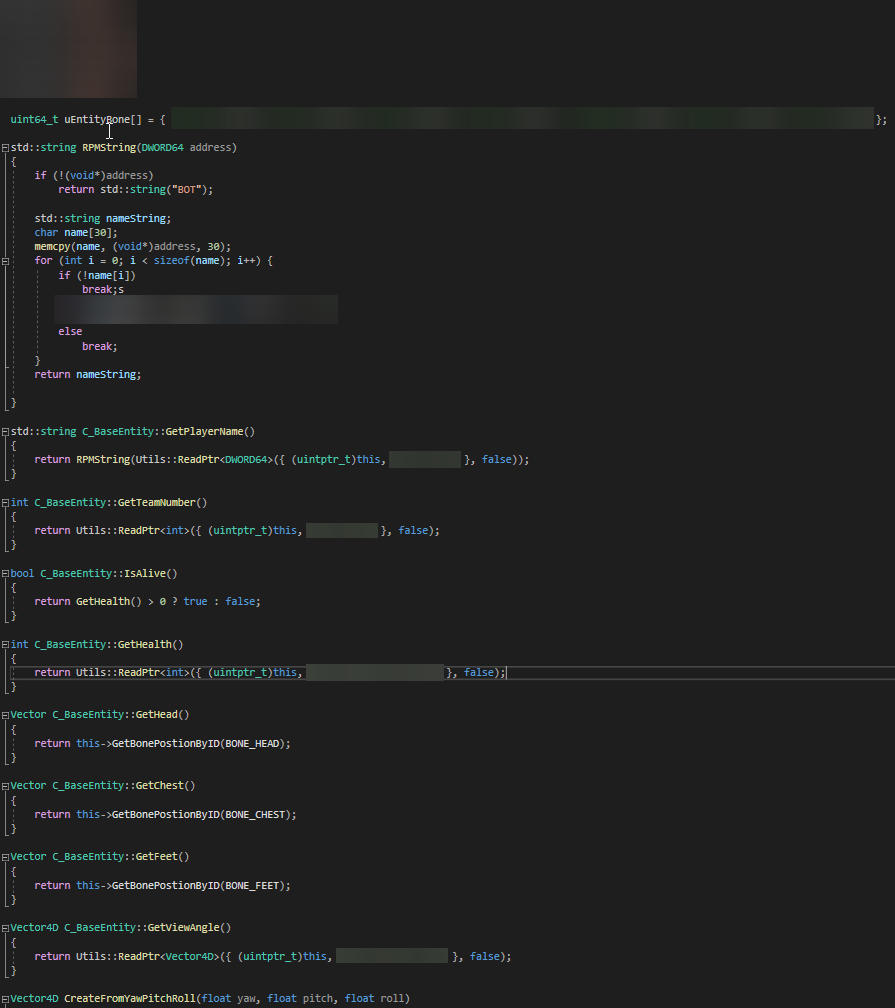 uint64_t uEntityBone[] = { };
std::string RPMString(DWORD64 address)
{
if (!(void*)address)
return std::string("BOT");
std::string nameString;
char name[30];
memcpy(name, (void*)address, 30);
for (int i = 0; i < sizeof(name); i++) {
if (!name[i])
break;s
else
break;
}
return nameString;
}
std::string C_BaseEntity::GetPlayerName()
{
return RPMString(Utils::ReadPtr<DWORD64>({ (uintptr_t)this, }, false));
}
int C_BaseEntity::GetTeamNumber()
{
return Utils::ReadPtr<int>({ (uintptr_t)this, }, false);
}
bool C_BaseEntity::IsAlive()
{
return GetHealth() > 0 ? true : false;
}
int C_BaseEntity::GetHealth()
{
return Utils::ReadPtr<int>({ (uintptr_t)this, }, false);
}
Vector C_BaseEntity::GetHead()
{
return this->GetBonePostionByID(BONE_HEAD);
}
Vector C_BaseEntity::GetChest()
{
return this->GetBonePostionByID(BONE_CHEST);
}
Vector C_BaseEntity::GetFeet()
{
return this->GetBonePostionByID(BONE_FEET);
}
Vector4D C_BaseEntity::GetViewAngle()
{
return Utils::ReadPtr<Vector4D>({ (uintptr_t)this, }, false);
}
Vector4D CreateFromYawPitchRoll(float yaw, float pitch, float roll)